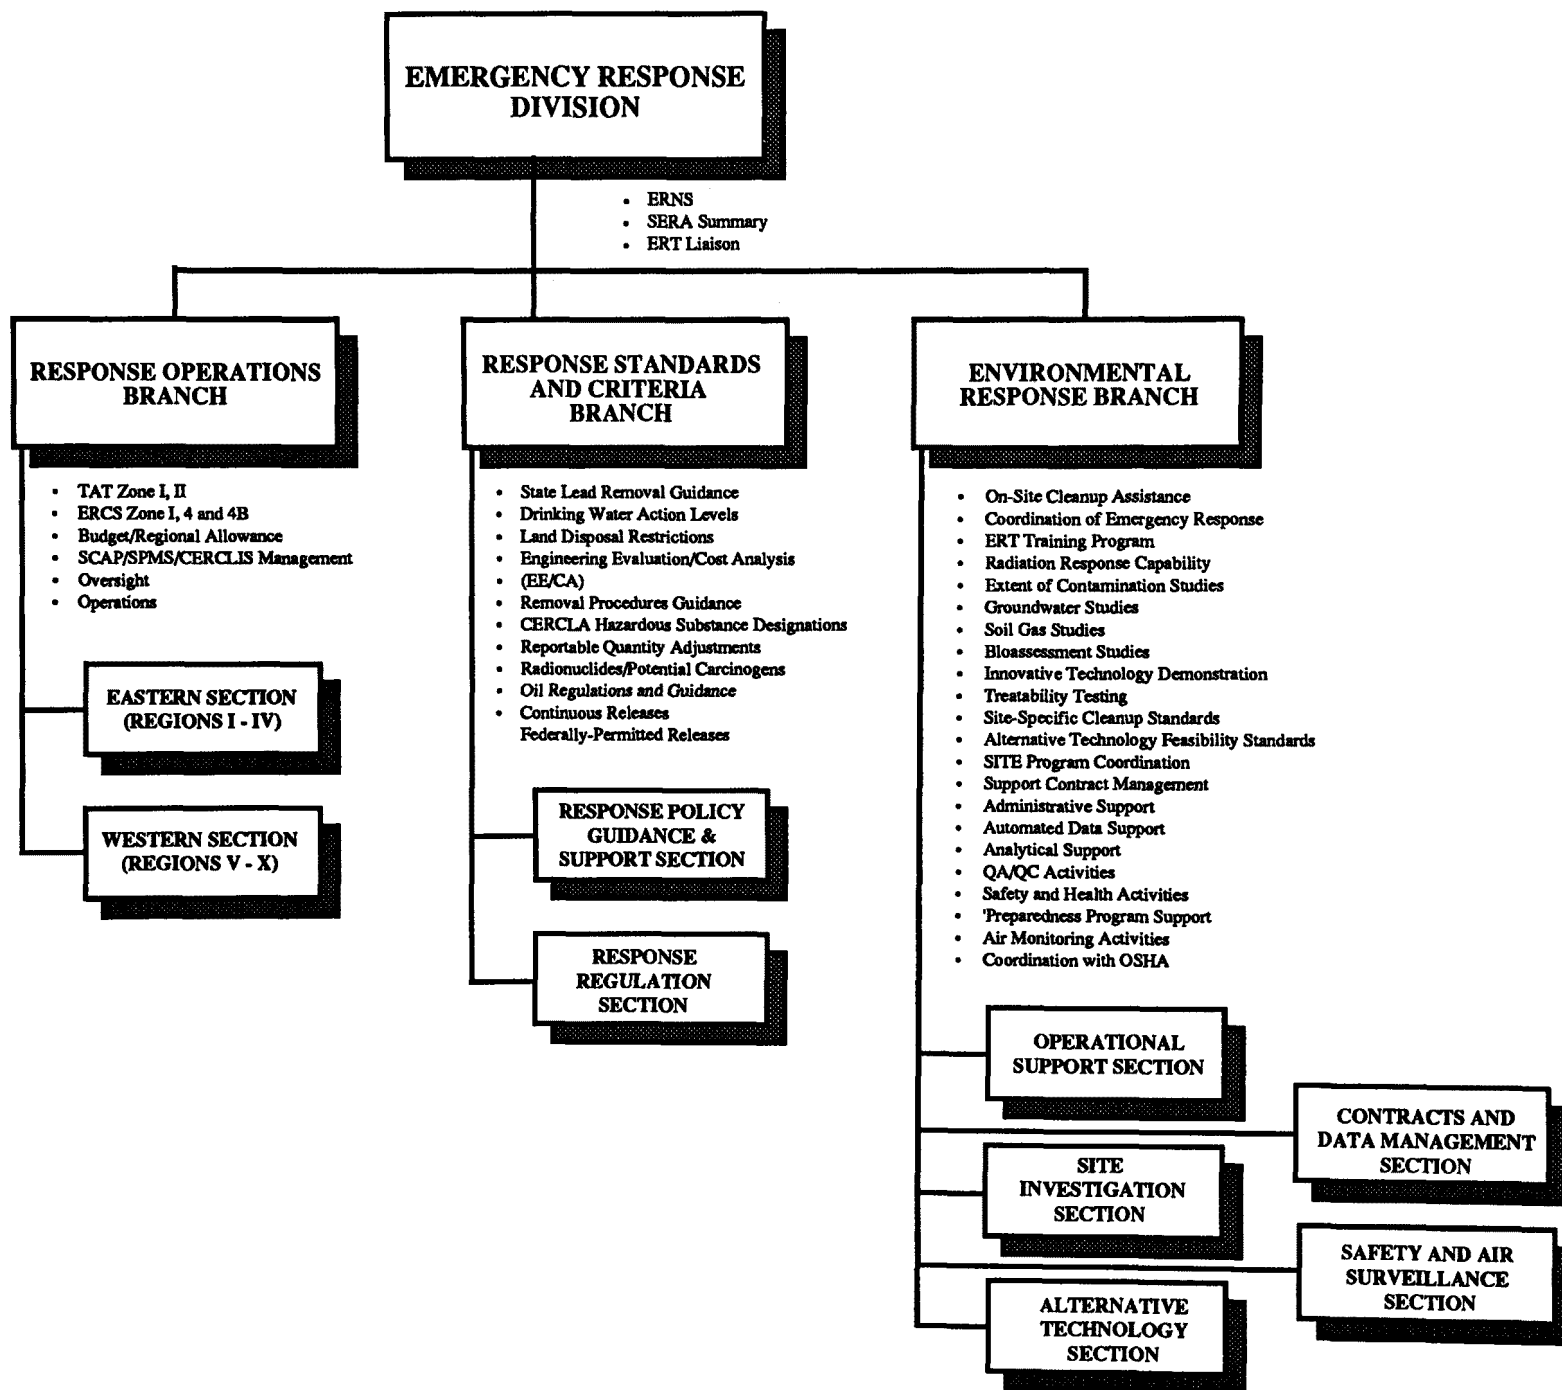 EMERGENCY RESPONSE
DIVISION
• ERNS
• SERA Summary
• ERT Liaison
RESPONSE OPERATIONS
BRANCH
• TAT Zone I, II
• ERCS Zone I, 4 and 4B
• Budget/Regional Allowance
• SCAP/SPMS/CERCLIS Management
• Oversight
• Operations
EASTERN SECTION
(REGIONS I - IV)
WESTERN SECTION
(REGIONS V - X)
RESPONSE STANDARDS
AND CRITERIA
BRANCH
• State Lead Removal Guidance
• Drinking Water Action Levels
• Land Disposal Restrictions
• Engineering Evaluation/Cost Analysis
• (EE/CA)
• Removal Procedures Guidance
• CERCLA Hazardous Substance Designations
• Reportable Quantity Adjustments
• Radionuclides/Potential Carcinogens
• Oil Regulations and Guidance
• Continuous Releases
Federally-Permitted Releases
RESPONSE POLICY
GUIDANCE &
SUPPORT SECTION
RESPONSE
REGULATION
SECTION
ENVIRONMENTAL
RESPONSE BRANCH
• On-Site Cleanup Assistance
• Coordination of Emergency Response
• ERT Training Program
• Radiation Response Capability
• Extent of Contamination Studies
• Groundwater Studies
• Soil Gas Studies
• Bloassessment Studies
• Innovative Technology Demonstration
• Treatability Testing
• Site-Specific Cleanup Standards
• Alternative Technology Feasibility Standards
• SITE Program Coordination
• Support Contract Management
• Administrative Support
• Automated Data Support
• Analytical Support
• QA/QC Activities
• Safety and Health Activities
• 'Preparedness Program Support
• Air Monitoring Activities
• Coordination with OSHA
OPERATIONAL
SUPPORT SECTION
CONTRACTS AND
DATA MANAGEMENT
SECTION
SITE
INVESTIGATION
SECTION
SAFETY AND AIR
SURVEILLANCE
SECTION
ALTERNATIVE
TECHNOLOGY
SECTION